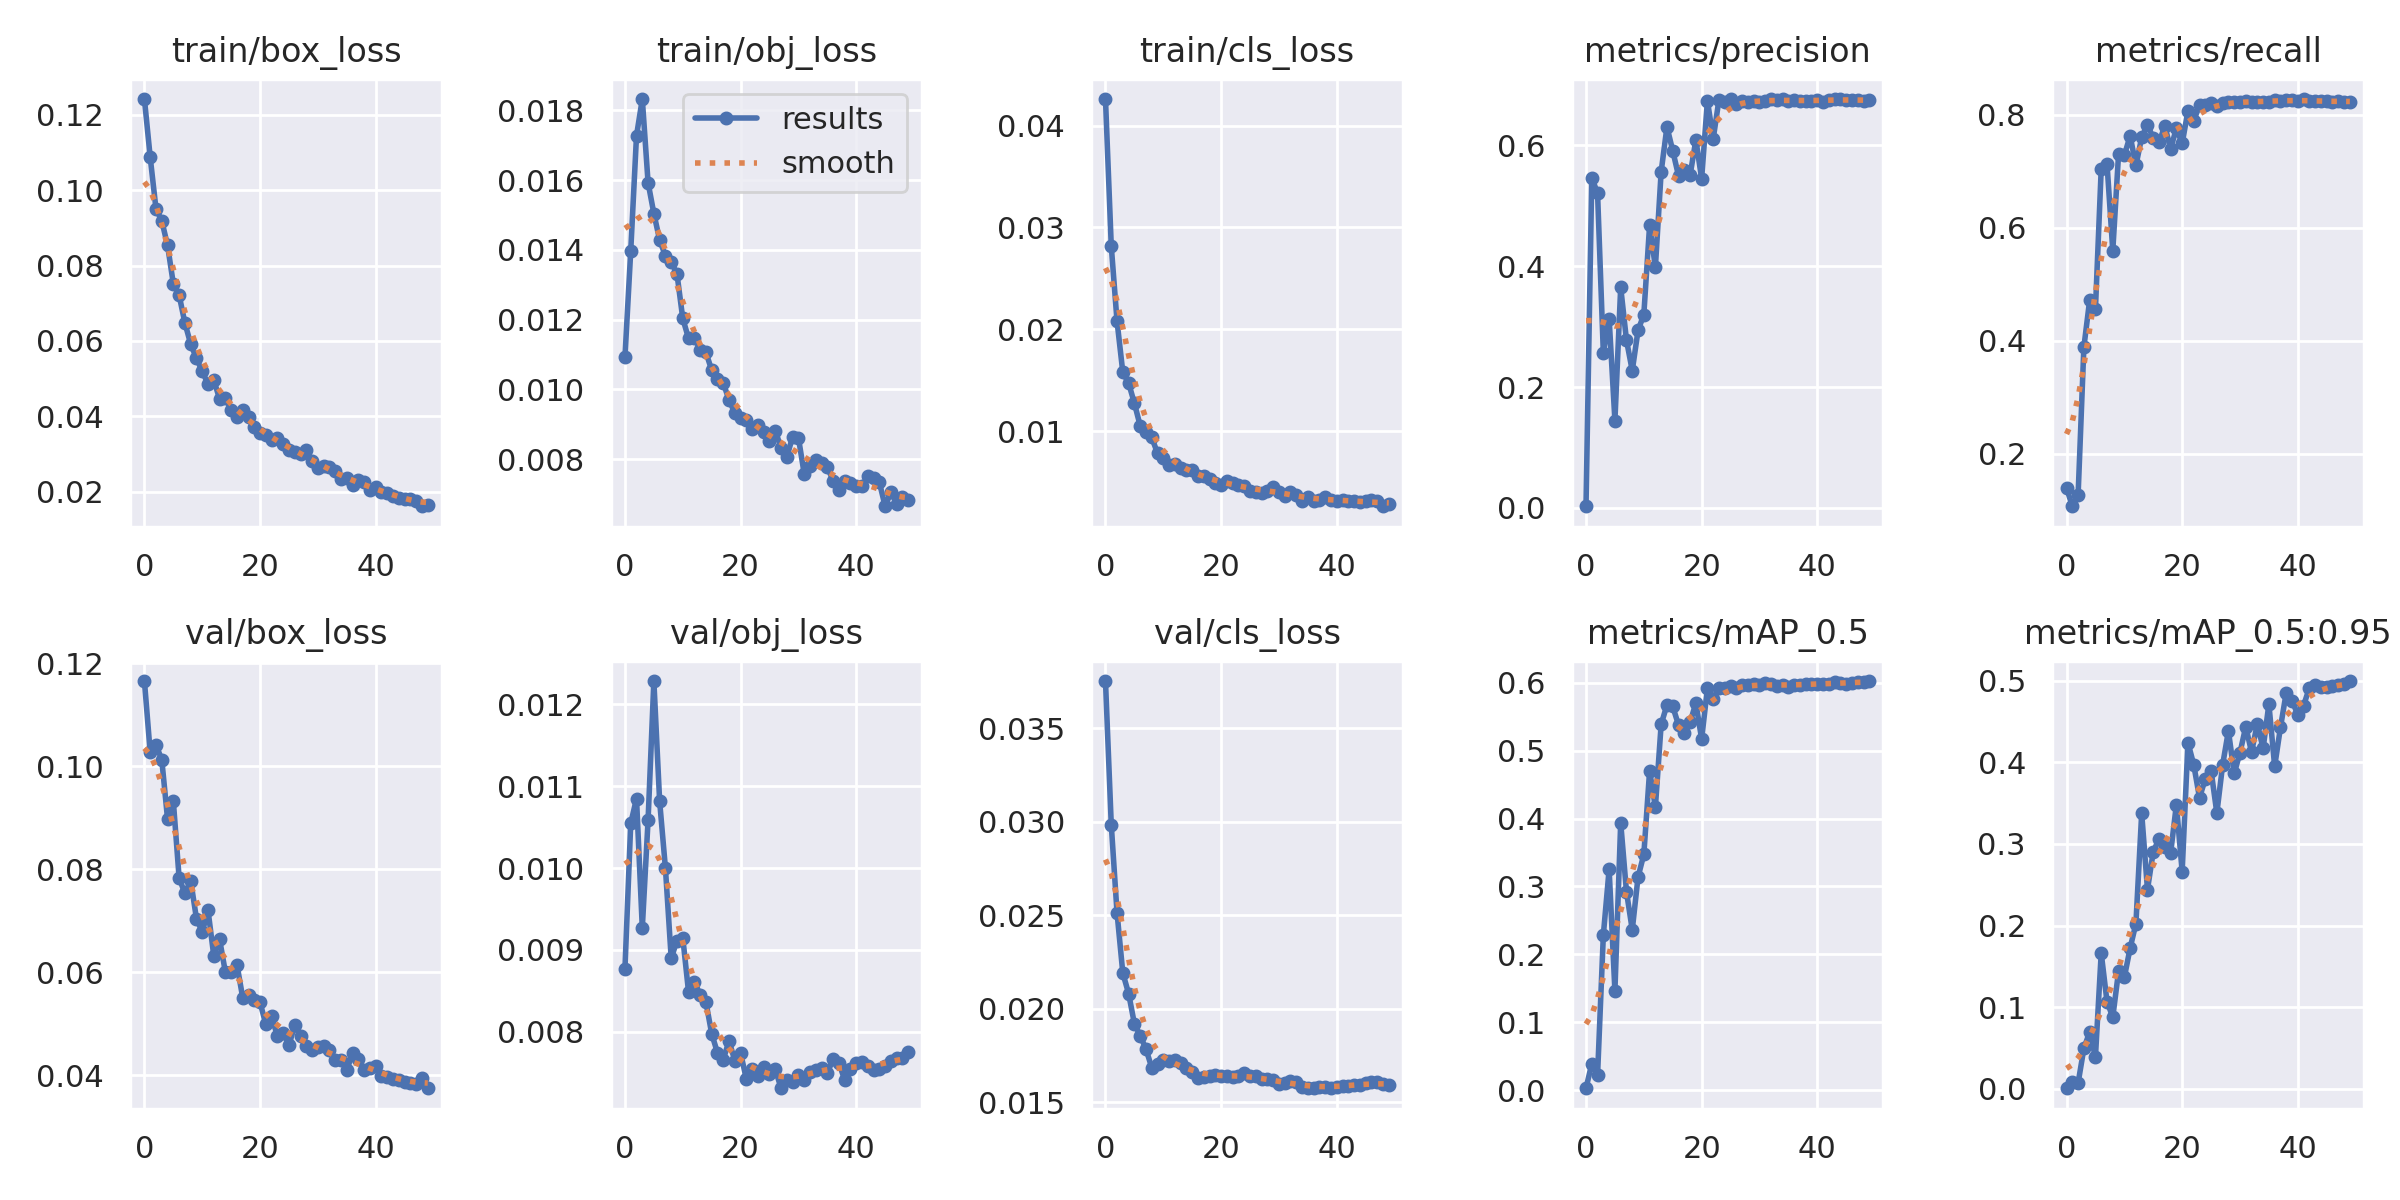 train/box_loss
0.12
0.10
0.08
0.06
0.04
0.02
0 20 40
train/obj_loss
results
smooth
0.018
0.016
0.014
0.012
0.010
0.008
0 20 40
train/cls_loss
0.04
0.03
0.02
0.01
0 20 40
metrics/precision
0.6
0.4
0.2
0.0
0 20 40
metrics/recall
0.8
0.6
0.4
0.2
0 20 40
val/box_loss
0.12
0.10
0.08
0.06
0.04
0 20 40
val/obj_loss
0.012
0.011
0.010
0.009
0.008
0 20 40
val/cls_loss
0.035
0.030
0.025
0.020
0.015
0 20 40
metrics/mAP_0.5
0.6
0.5
0.4
0.3
0.2
0.1
0.0
0 20 40
metrics/mAP_0.5:0.95
0.5
0.4
0.3
0.2
0.1
0.0
0 20 40